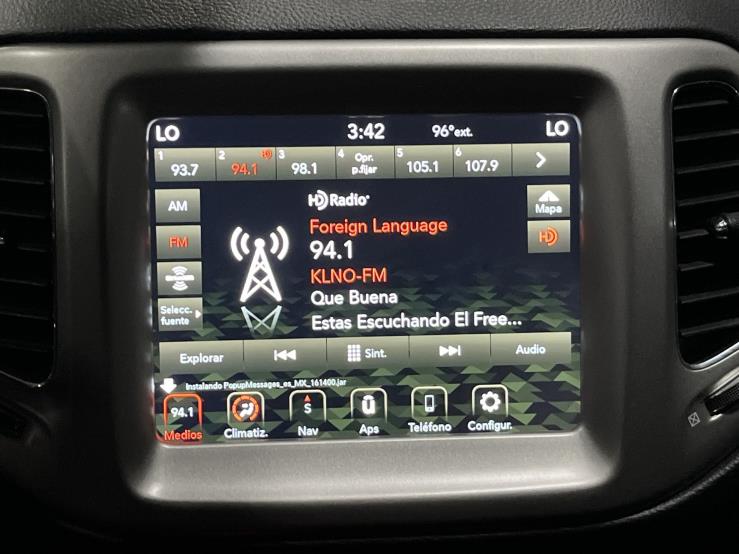 LO 3:42 96°ext. LO
1 93.7 2 94.1 HD 3 98.1 4 Opr. p.fijar 5 105.1 6 107.9
AM
FM
Selecc. fuente
HD Radio
Foreign Language
94.1
KLNO-FM
Que Buena
Estas Escuchando El Free...
Mapa
HD
Explorar Sint. Audio
Instalando PopupMessages_es_MX_161400.jar
94.1 S
Medios Climatiz. Nav Aps Teléfono Configur.